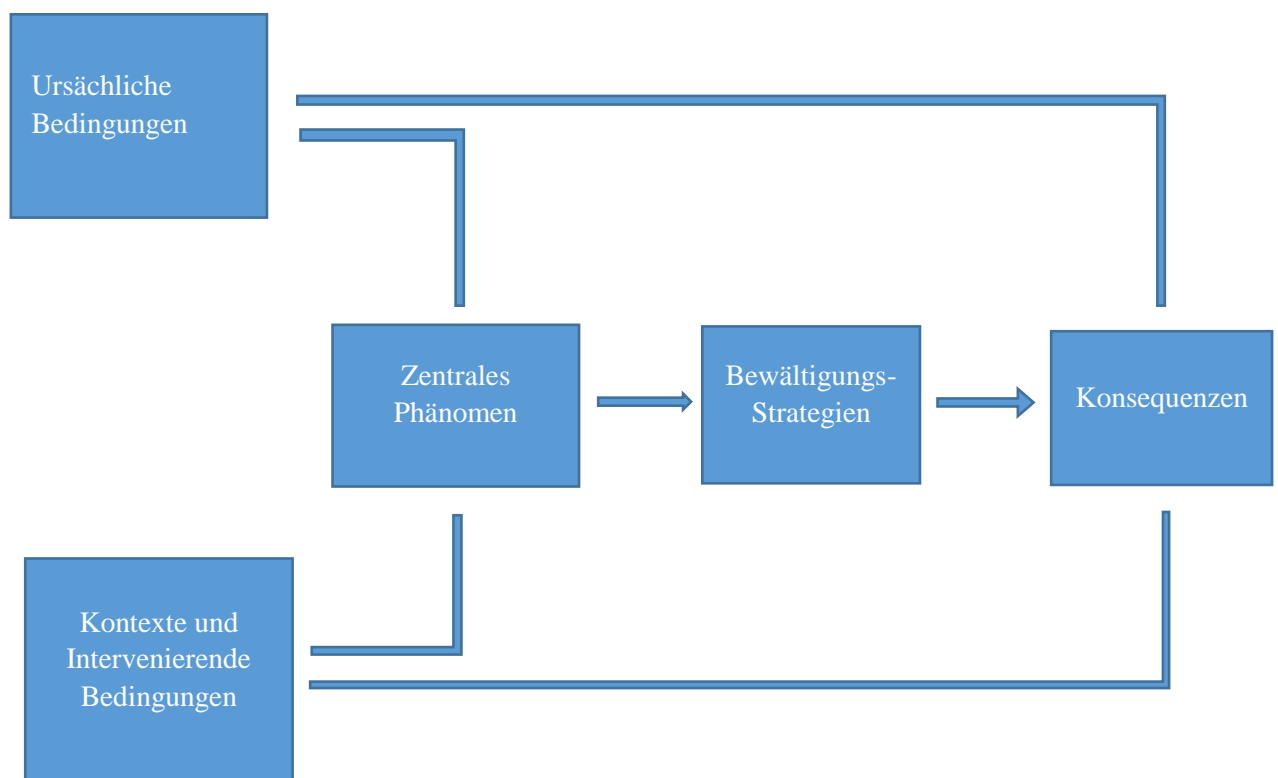 Ursächliche
Bedingungen
Zentrales
Phänomen
Bewältigungs-
Strategien
Konsequenzen
Kontexte und
Intervenierende
Bedingungen